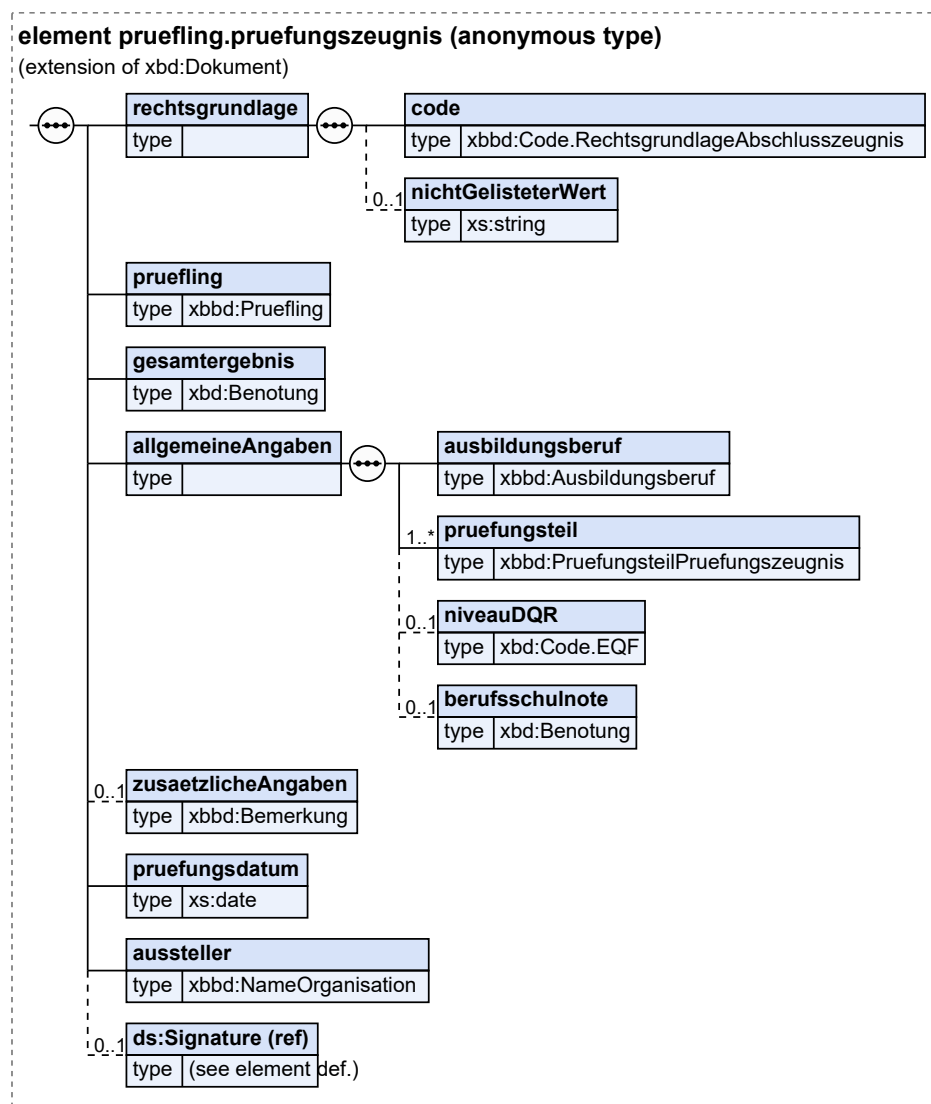 element pruefling.pruefungszeugnis (anonymous type)
(extension of xbd:Dokument)
rechtsgrundlage
type
code
type xbbd:Code.RechtsgrundlageAbschlusszeugnis
0..1
nichtGelisteterWert
type xs:string
pruefling
type xbbd:Pruefling
gesamtergebnis
type xbd:Benotung
allgemeineAngaben
type
ausbildungsberuf
type xbbd:Ausbildungsberuf
1..*
pruefungsteil
type xbbd:PruefungsteilPruefungszeugnis
0..1
niveauDQR
type xbd:Code.EQF
0..1
berufsschulnote
type xbd:Benotung
0..1
zusaetzlicheAngaben
type xbbd:Bemerkung
pruefungsdatum
type xs:date
aussteller
type xbbd:NameOrganisation
0..1
ds:Signature (ref)
type (see element def.)